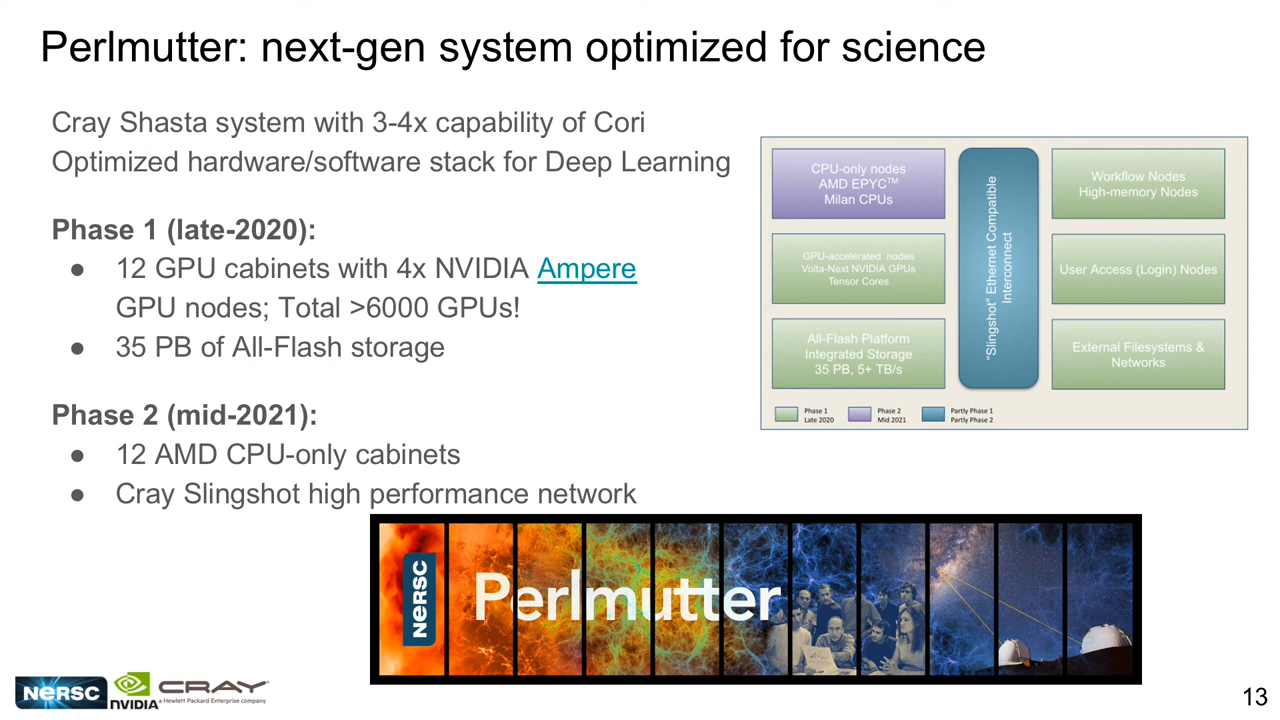 Perlmutter: next-gen system optimized for science
Cray Shasta system with 3-4x capability of Cori
Optimized hardware/software stack for Deep Learning
Phase 1 (late-2020):
● 12 GPU cabinets with 4x NVIDIA Ampere
GPU nodes; Total >6000 GPUs!
● 35 PB of All-Flash storage
Phase 2 (mid-2021):
● 12 AMD CPU-only cabinets
● Cray Slingshot high performance network
CPU-only nodes
AMD EPYC™
Milan CPUs
GPU-accelerated nodes
Volta-Next NVIDIA GPUs
Tensor Cores
All-Flash Platform
Integrated Storage
35 PB, 5+ TB/s
"Slingshot" Ethernet Compatible
Interconnect
Workflow Nodes
High-memory Nodes
User Access (Login) Nodes
External Filesystems &
Networks
Phase 1
Late 2020
Phase 2
Mid 2021
Partly Phase 1
Partly Phase 2
NERSC
Perlmutter
NERSC
NVIDIA
CRAY
a Hewlett Packard Enterprise company
13